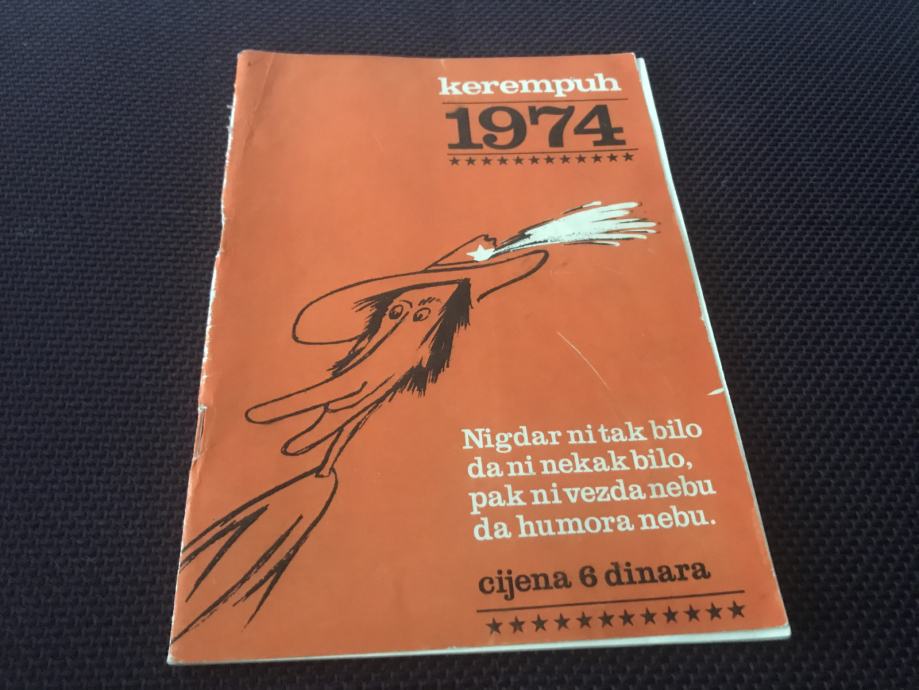 kerempuh
1974
Nigdar ni tak bilo
da ni nekak bilo,
pak ni vezda nebu
da humora nebu.
cijena 6 dinara